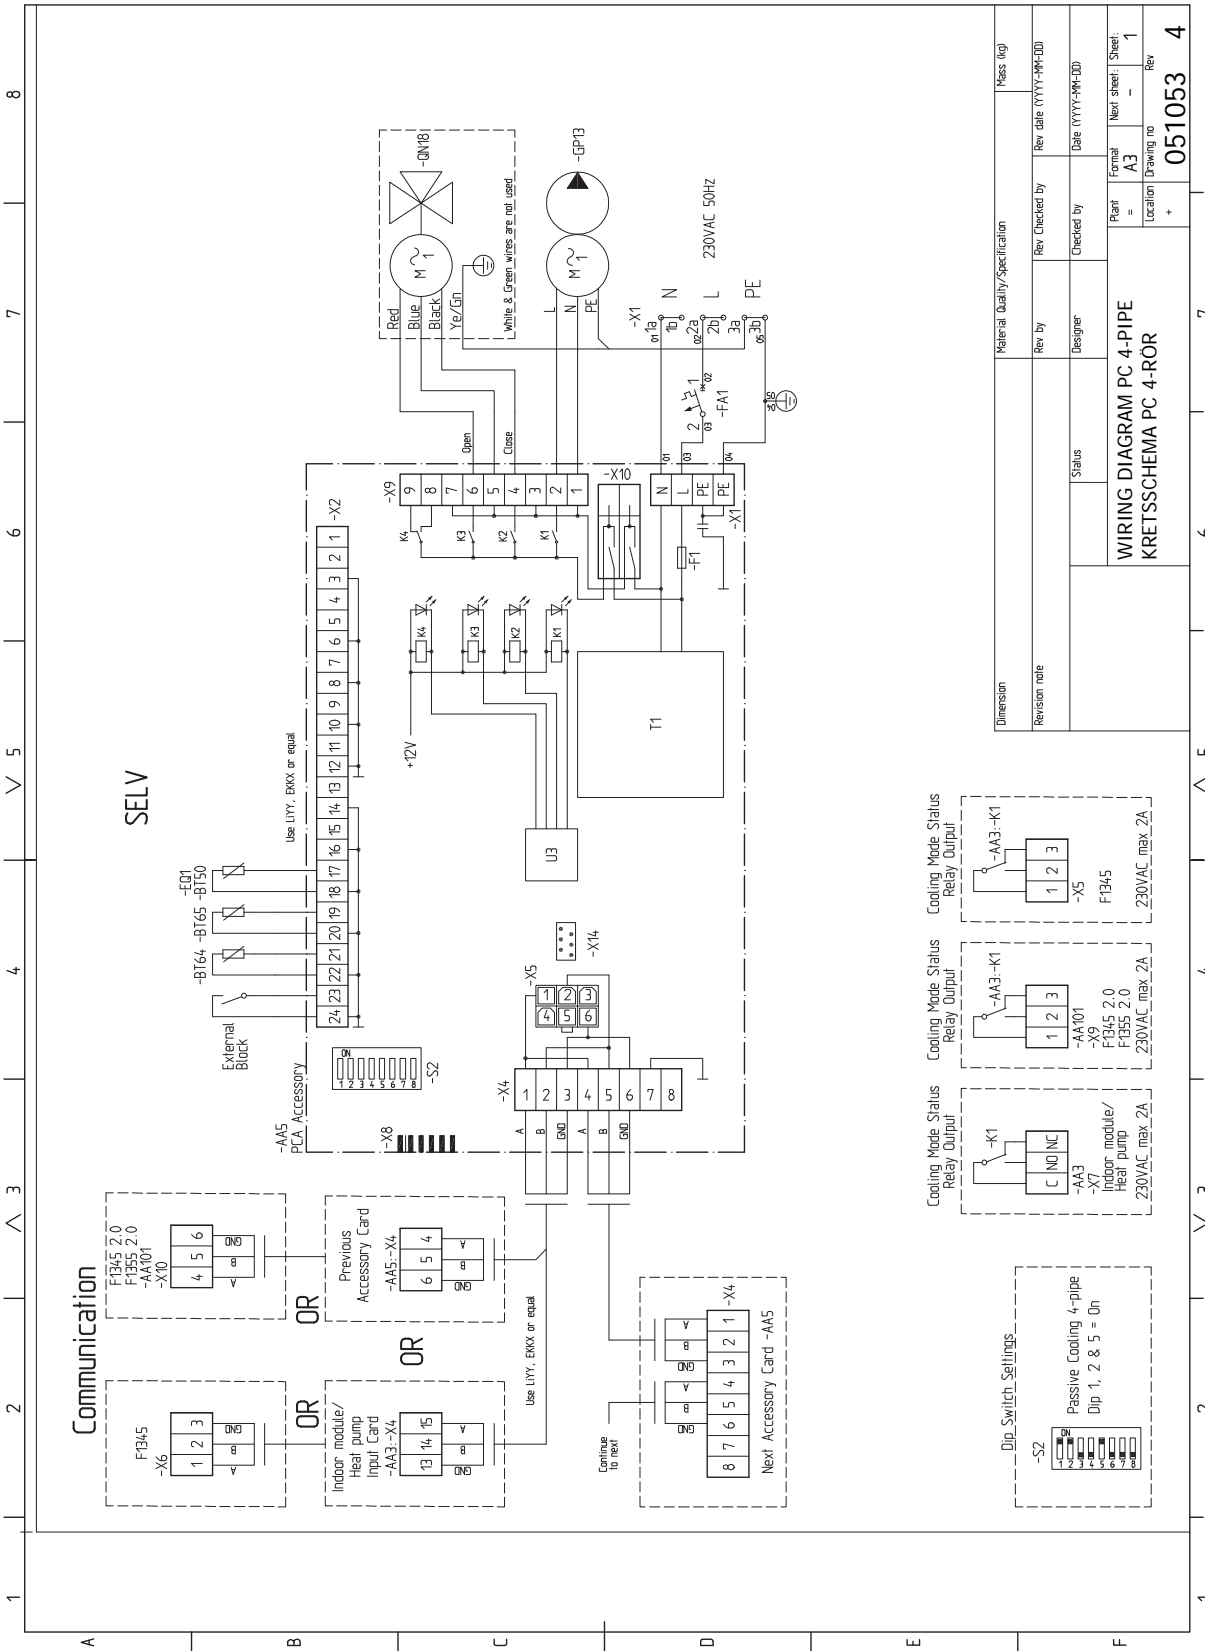 1
2
3
4
5
6
7
8
A
B
C
D
E
F
Communication
SELV
F1345
-X6
1 2 3
A
B
GND
F1345 2.0
F1355 2.0
-AA101
-X10
4 5 6
A
B
GND
OR
OR
Indoor module/
Heat pump
Input Card
-AA3:-X4
13 14 15
GND
B
A
OR
Previous
Accessory Card
-AA5:-X4
6 5 4
GND
B
A
Use LiYY, EKKX or equal
Continue
to next
GND
B
A
GND
B
A
-X4
8 7 6 5 4 3 2 1
Next Accessory Card -AA5
-AA5
PCA Accessory
-X8
External
Block
-BT64
-BT65
-EQ1
-BT50
Use LiYY, EKKX or equal
24 23 22 21 20 19 18 17 16 15 14 13 12 11 10 9 8 7 6 5 4 3 2 1
-X2
ON
1 2 3 4 5 6 7 8
-S2
-X4
A
B
GND
A
B
GND
1
2
3
4
5
6
7
8
-X5
1 2 3
4 5 6
-X14
U3
+12V
K4
K3
K2
K1
T1
K4
K3
K2
K1
-X9
9
8
7
6
5
4
3
2
1
-X10
-F1
N
L
PE
PE
-X1
01
03
04
Open
Close
Red
Blue
Black
Ye/Gn
M
1
-QN18
White & Green wires are not used
L
N
PE
M
1
-GP13
2
1
03
02
-FA1
04
05
-X1
01
02
05
1a
1b
2a
2b
3a
3b
N
L
PE
230VAC 50HZ
Dip Switch Settings
-S2
ON
1 2 3 4 5 6 7 8
Passive Cooling 4-pipe
Dip 1, 2 & 5 = On
Cooling Mode Status
Relay Output
-K1
C NO NC
-AA3
-X7
Indoor module/
Heat pump
230VAC max 2A
Cooling Mode Status
Relay Output
-AA3:-K1
1 2 3
-AA101
-X9
F1345 2.0
F1355 2.0
230VAC max 2A
Cooling Mode Status
Relay Output
-AA3:-K1
1 2 3
-X5
F1345
230VAC max 2A
Dimension
Material Quality/Specification
Mass (kg)
Revision note
Rev by
Rev Checked by
Rev date (YYYY-MM-DD)
Status
Designer
Checked by
Date (YYYY-MM-DD)
WIRING DIAGRAM PC 4-PIPE
KRETSSCHEMA PC 4-RÖR
Plant
=
Format
A3
Next sheet:
-
Sheet:
1
Location
+
Drawing no
051053
Rev
4